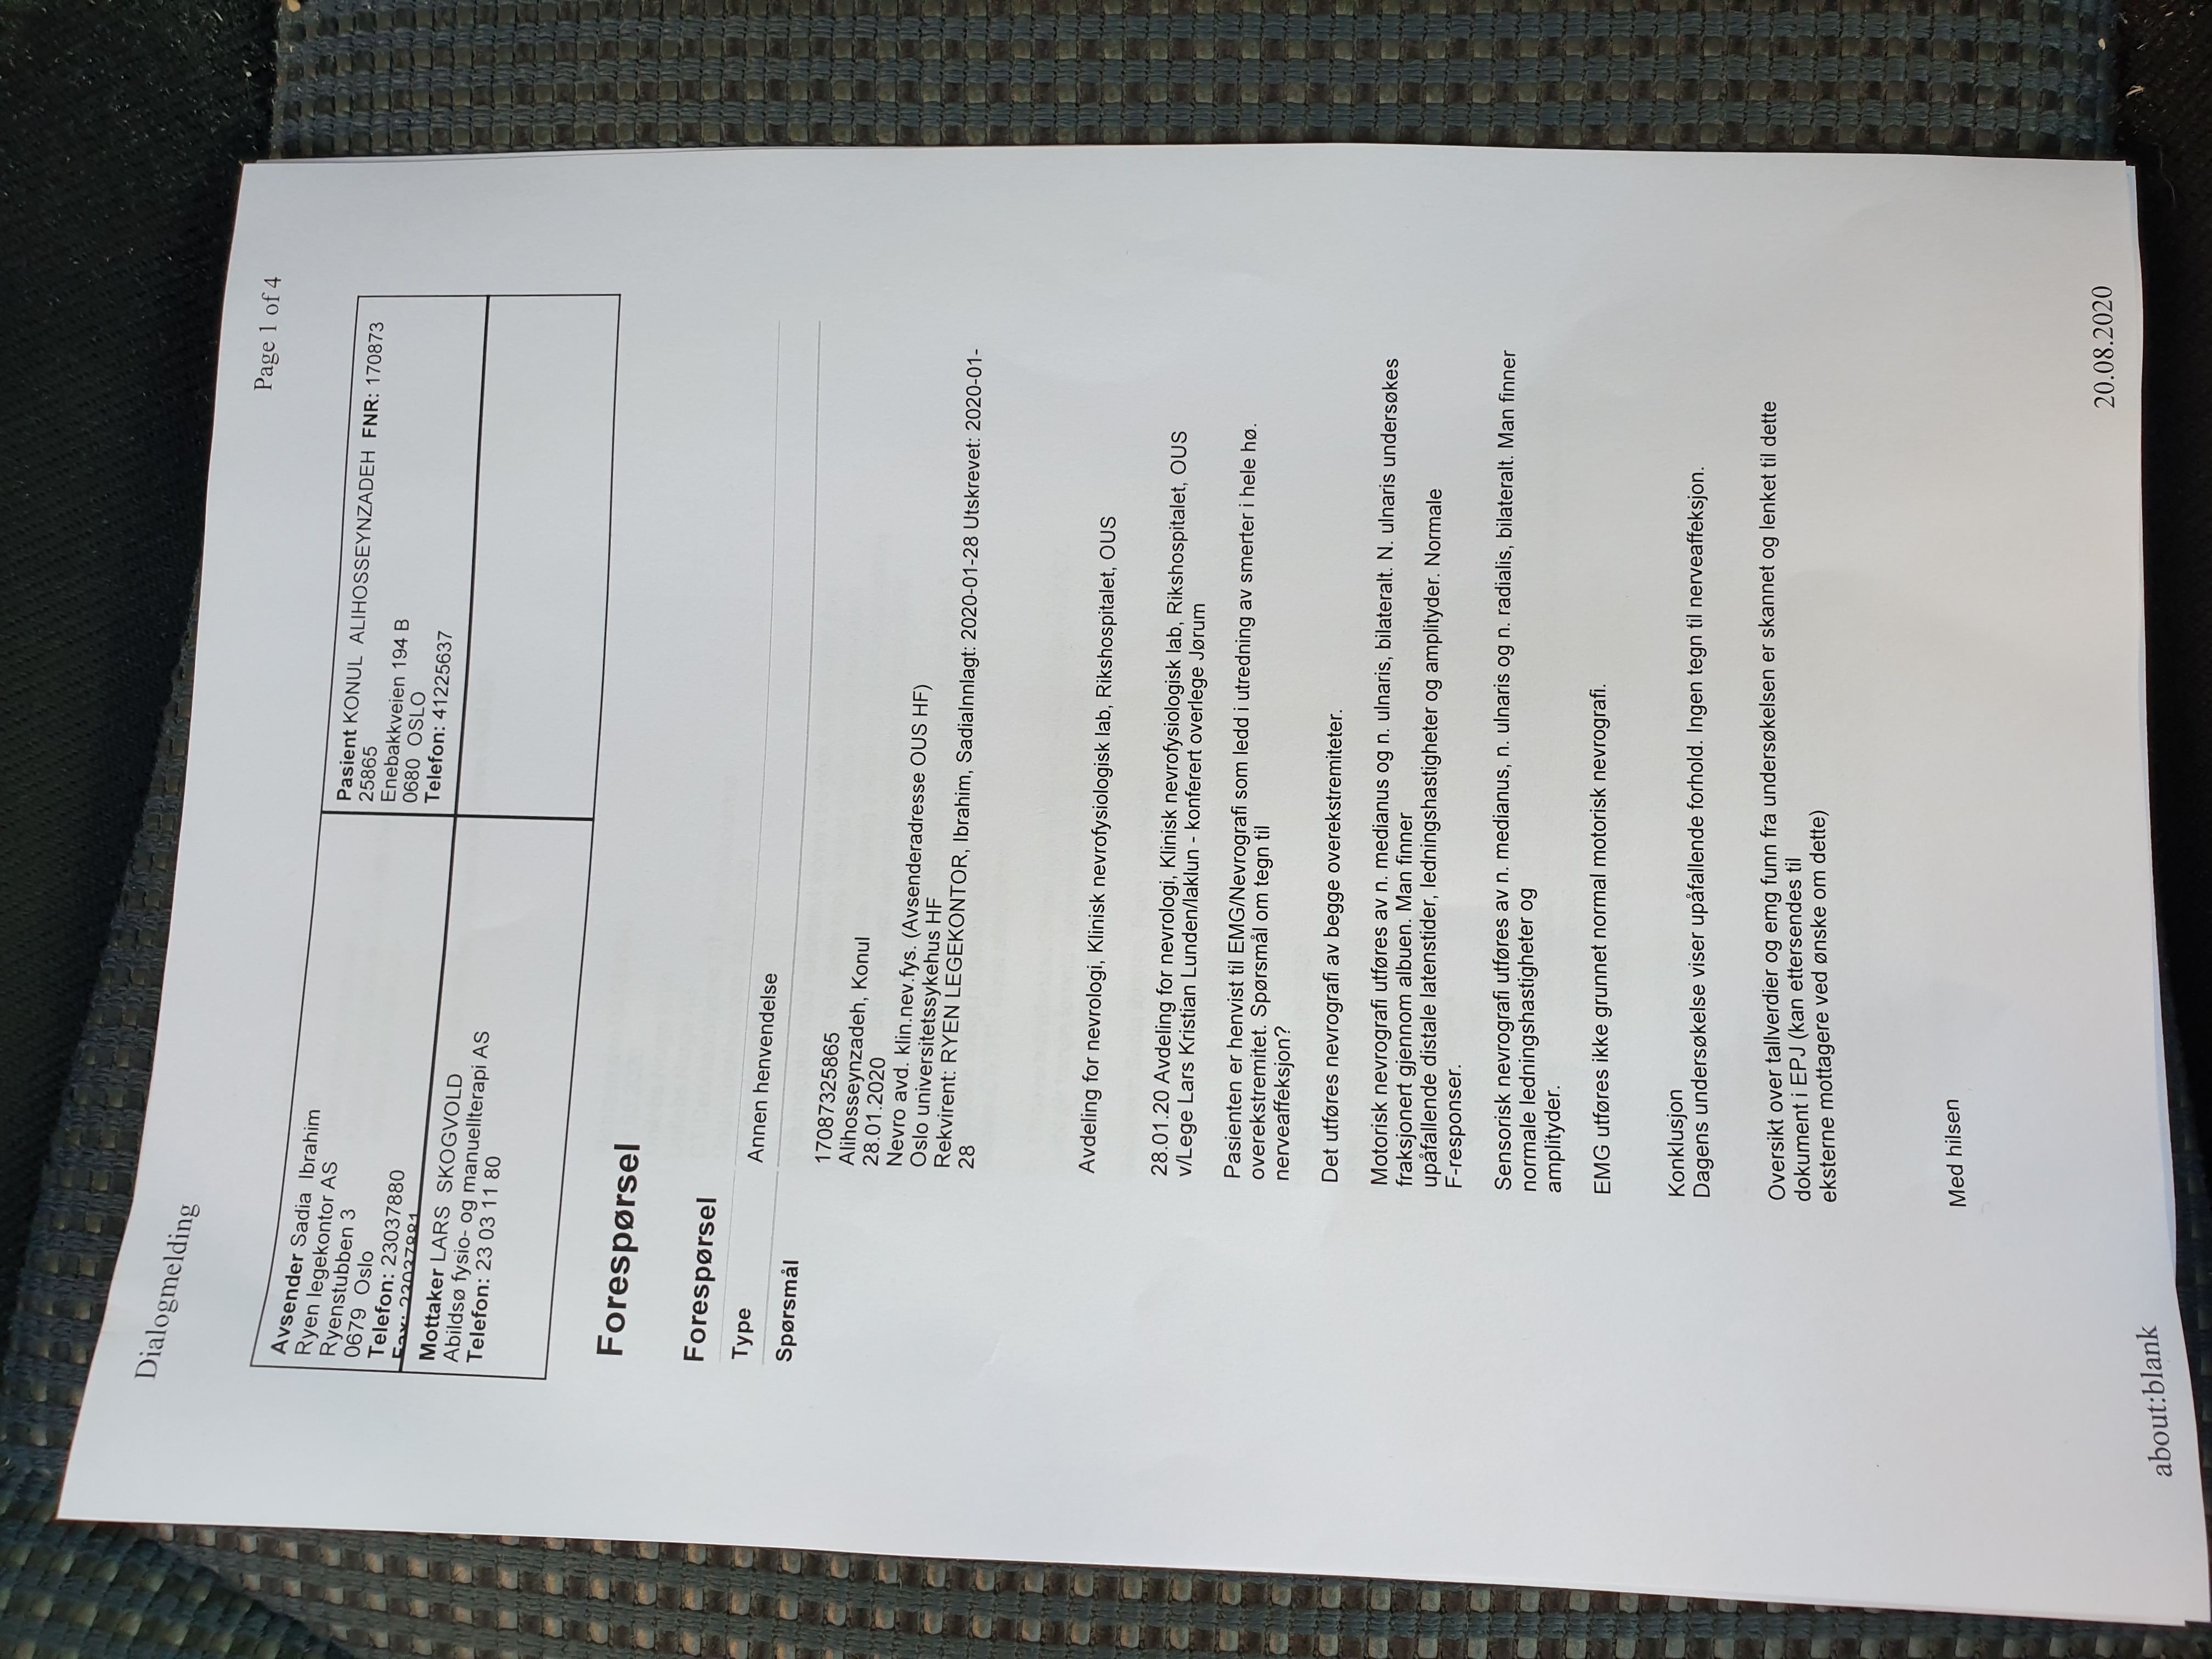 Dialogmelding
Page 1 of 4
Avsender Sadia Ibrahim
Ryen legekontor AS
Ryenstubben 3
0679 Oslo
Telefon: 23037880
Fax: 23037881
Pasient KONUL ALIHOSSEYNZADEH FNR: 170873
25865
Enebakkveien 194 B
0680 OSLO
Telefon: 41225637
Mottaker LARS SKOGVOLD
Abildsø fysio- og manuellterapi AS
Telefon: 23 03 11 80
Forespørsel
Forespørsel
Type
Annen henvendelse
Spørsmål
17087325865
Alihosseynzadeh, Konul
28.01.2020
Nevro avd. klin.nev.fys. (Avsenderadresse OUS HF)
Oslo universitetssykehus HF
Rekvirent: RYEN LEGEKONTOR, Ibrahim, SadiaInnlagt: 2020-01-28 Utskrevet: 2020-01-
28
Avdeling for nevrologi, Klinisk nevrofysiologisk lab, Rikshospitalet, OUS
28.01.20 Avdeling for nevrologi, Klinisk nevrofysiologisk lab, Rikshospitalet, OUS
v/Lege Lars Kristian Lunden/laklun - konferert overlege Jørum
Pasienten er henvist til EMG/Nevrografi som ledd i utredning av smerter i hele hø.
overekstremitet. Spørsmål om tegn til
nerveaffeksjon?
Det utføres nevrografi av begge overekstremiteter.
Motorisk nevrografi utføres av n. medianus og n. ulnaris, bilateralt. N. ulnaris undersøkes
fraksjonert gjennom albuen. Man finner
upåfallende distale latenstider, ledningshastigheter og amplityder. Normale
F-responser.
Sensorisk nevrografi utføres av n. medianus, n. ulnaris og n. radialis, bilateralt. Man finner
normale ledningshastigheter og
amplityder.
EMG utføres ikke grunnet normal motorisk nevrografi.
Konklusjon
Dagens undersøkelse viser upåfallende forhold. Ingen tegn til nerveaffeksjon.
Oversikt over tallverdier og emg funn fra undersøkelsen er skannet og lenket til dette
dokument i EPJ (kan ettersendes til
eksterne mottagere ved ønske om dette)
Med hilsen
20.08.2020
about:blank